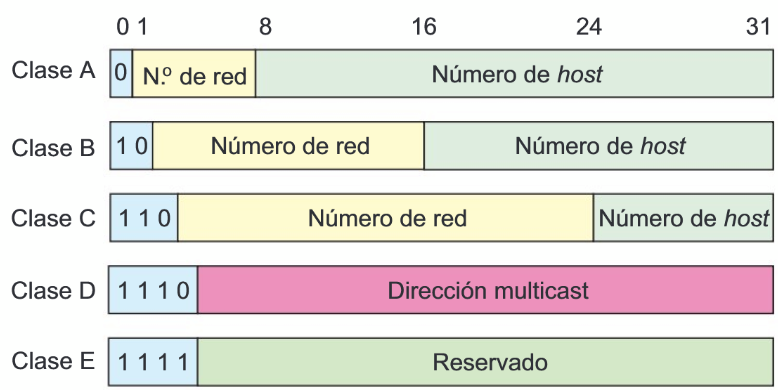 0 1 8 16 24 31
Clase A 0 N.º de red Número de host
Clase B 1 0 Número de red Número de host
Clase C 1 1 0 Número de red Número de host
Clase D 1 1 1 0 Dirección multicast
Clase E 1 1 1 1 Reservado